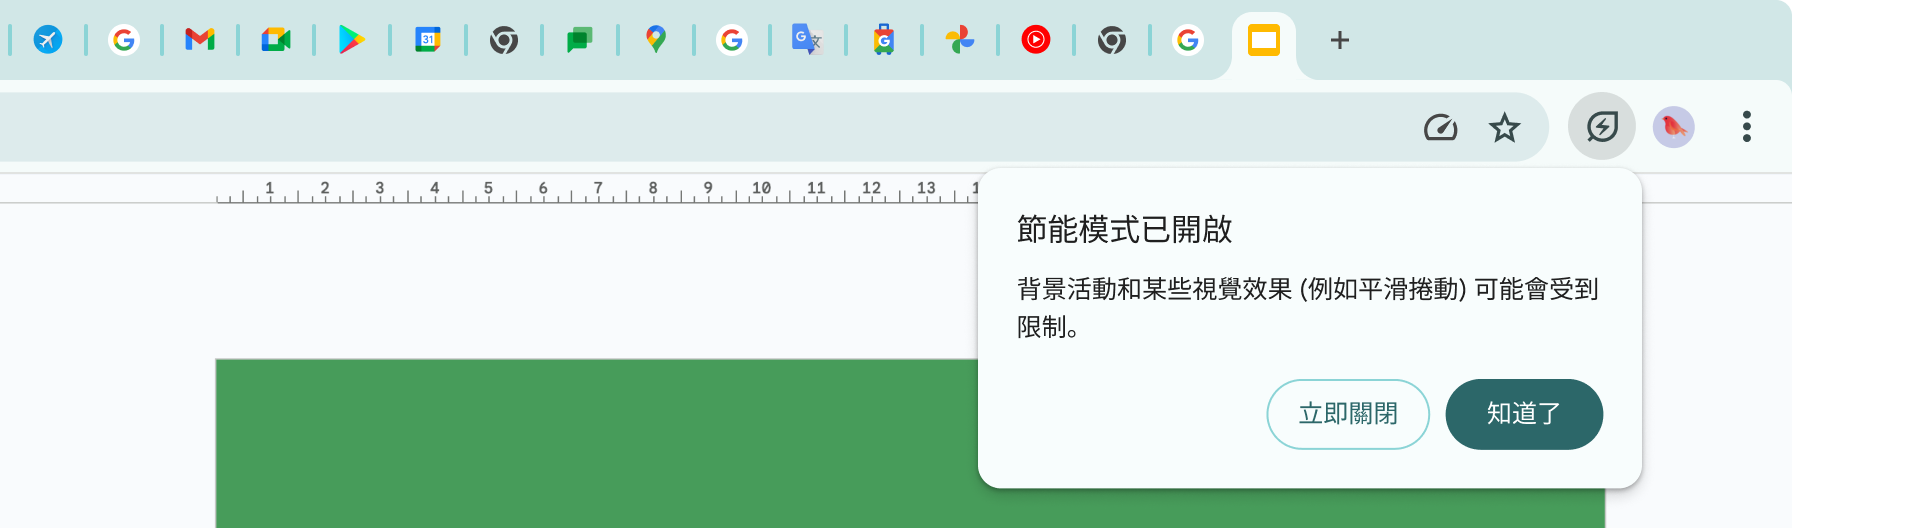 31
G
文
G
1 2 3 4 5 6 7 8 9 10 11 12 13 1
節能模式已開啟
背景活動和某些視覺效果 (例如平滑捲動) 可能會受到
限制。
立即關閉
知道了